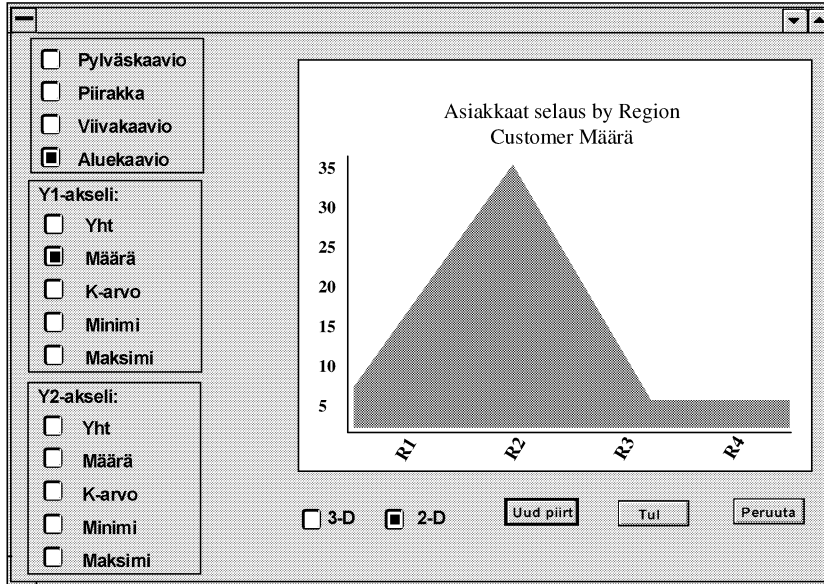 Pylväskaavio
Piirakka
Viivakaavio
Aluekaavio
Y1-akseli:
Yht
Määrä
K-arvo
Minimi
Maksimi
Y2-akseli:
Yht
Määrä
K-arvo
Minimi
Maksimi
Asiakkaat selaus by Region
Customer Määrä
35
30
25
20
15
10
5
R1 R2 R3 R4
3-D 2-D Uud piirt Tul Peruuta